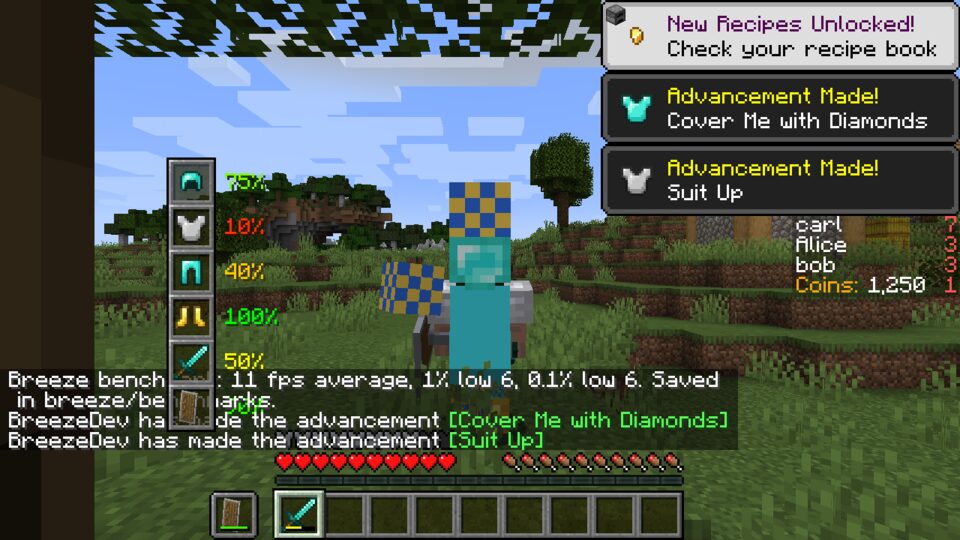 New Recipes Unlocked!
Check your recipe book
Advancement Made!
Cover Me with Diamonds
Advancement Made!
Suit Up
75%
10%
40%
100%
50%
carl 7
Alice 3
bob 3
Coins: 1,250 1
Breeze bench : 11 fps average, 1% low 6, 0.1% low 6. Saved
in breeze/be marks.
BreezeDev ha de the advancement [Cover Me with Diamonds]
BreezeDev has made the advancement [Suit Up]